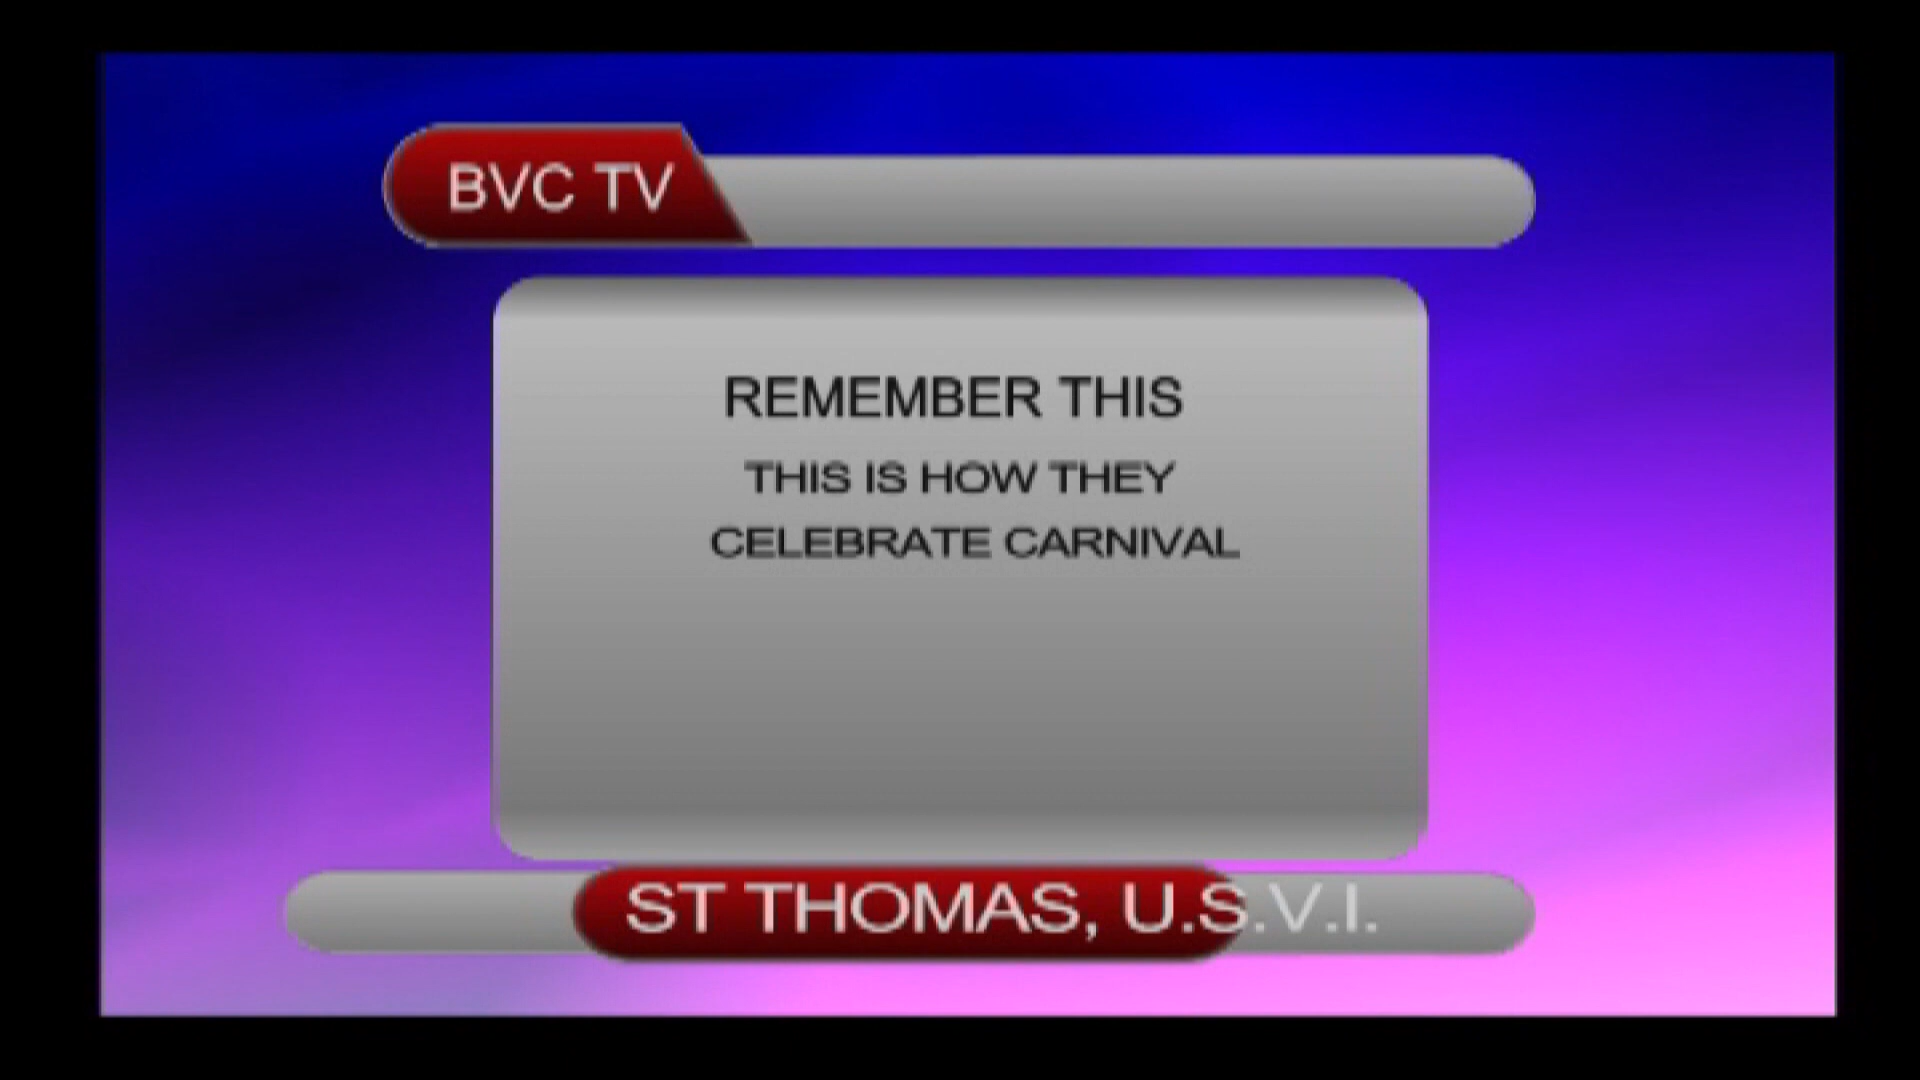 BVC TV
REMEMBER THIS
THIS IS HOW THEY
CELEBRATE CARNIVAL
ST THOMAS, U.S.V.I.